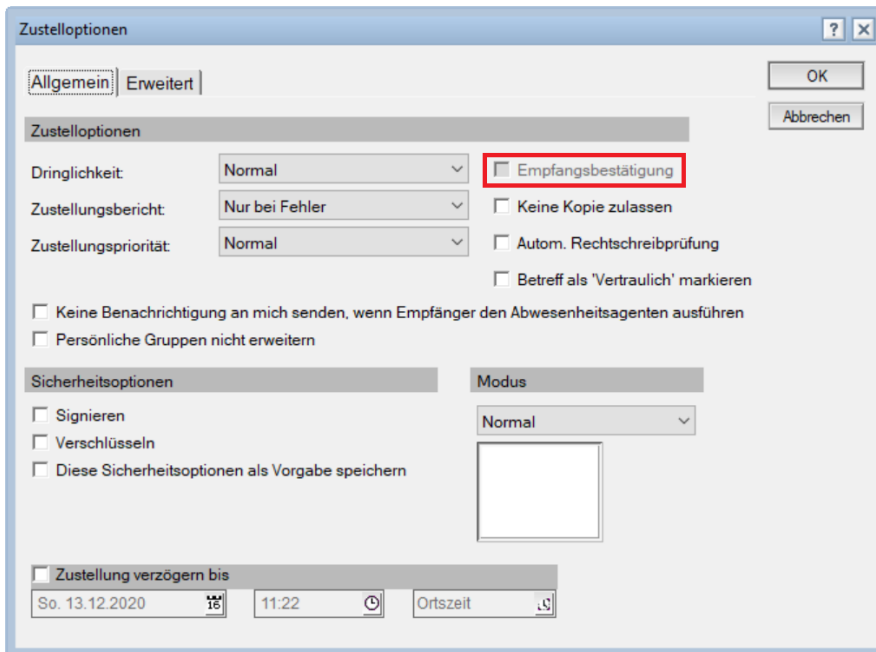 Zustelloptionen
Allgemein Erweitert
OK
Abbrechen
Zustelloptionen
Dringlichkeit: Normal Empfangsbestätigung
Zustellungsbericht: Nur bei Fehler Keine Kopie zulassen
Zustellungspriorität: Normal Autom. Rechtschreibprüfung
Betreff als 'Vertraulich' markieren
Keine Benachrichtigung an mich senden, wenn Empfänger den Abwesenheitsagenten ausführen
Persönliche Gruppen nicht erweitern
Sicherheitsoptionen Modus
Signieren Normal
Verschlüsseln
Diese Sicherheitsoptionen als Vorgabe speichern
Zustellung verzögern bis
So. 13.12.2020 16 11:22 Ortszeit